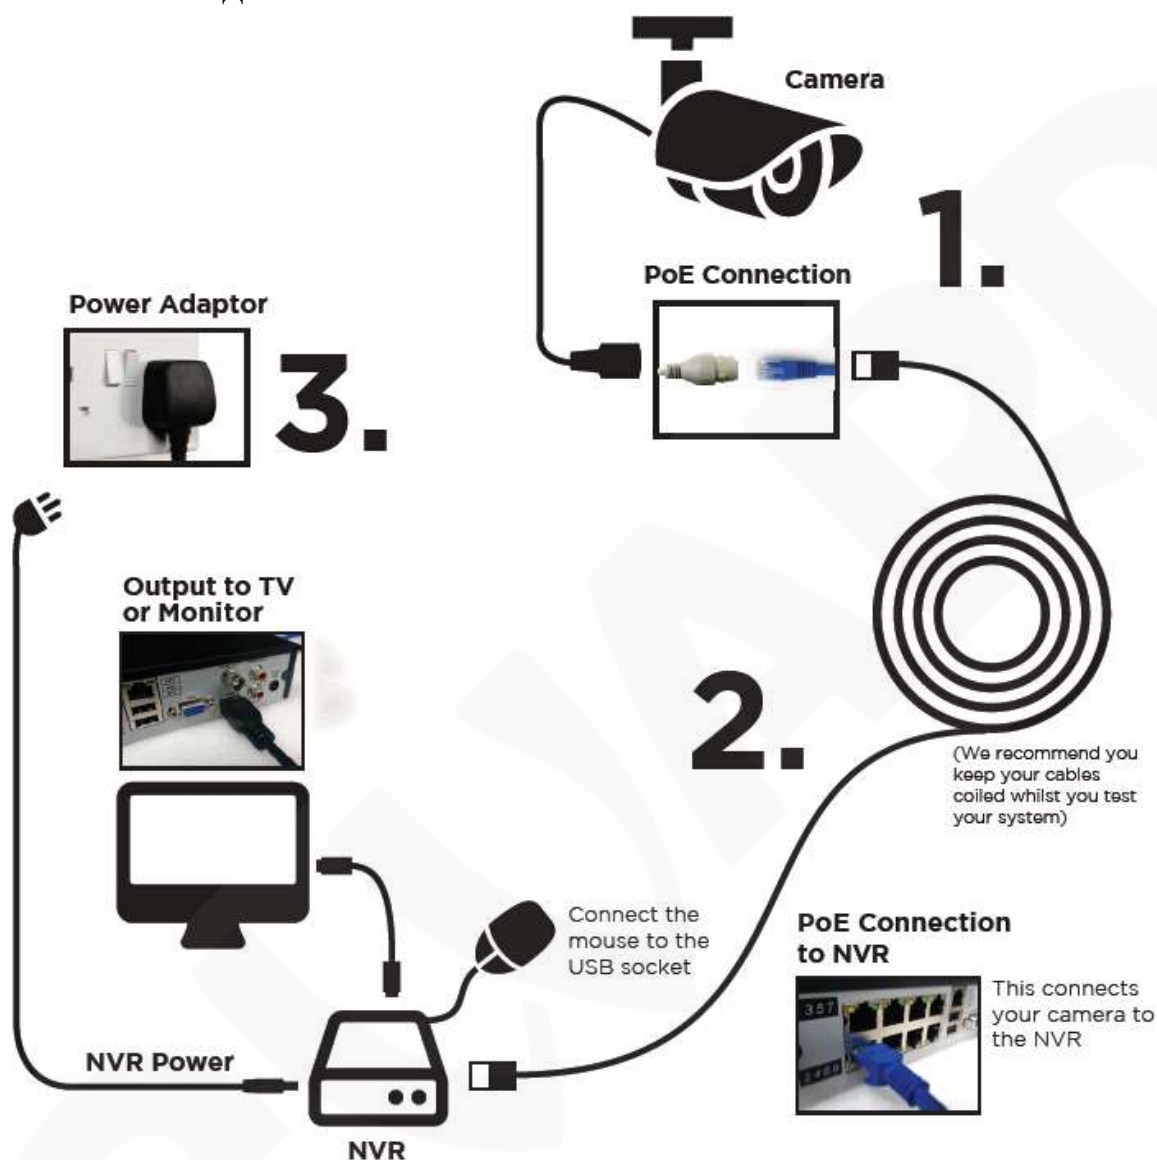 Camera
1.
PoE Connection
Power Adaptor
3.
Output to TV
or Monitor
2.
(We recommend you
keep your cables
coiled whilst you test
your system)
Connect the
mouse to the
USB socket
PoE Connection
to NVR
357
This connects
your camera to
the NVR
NVR Power
NVR